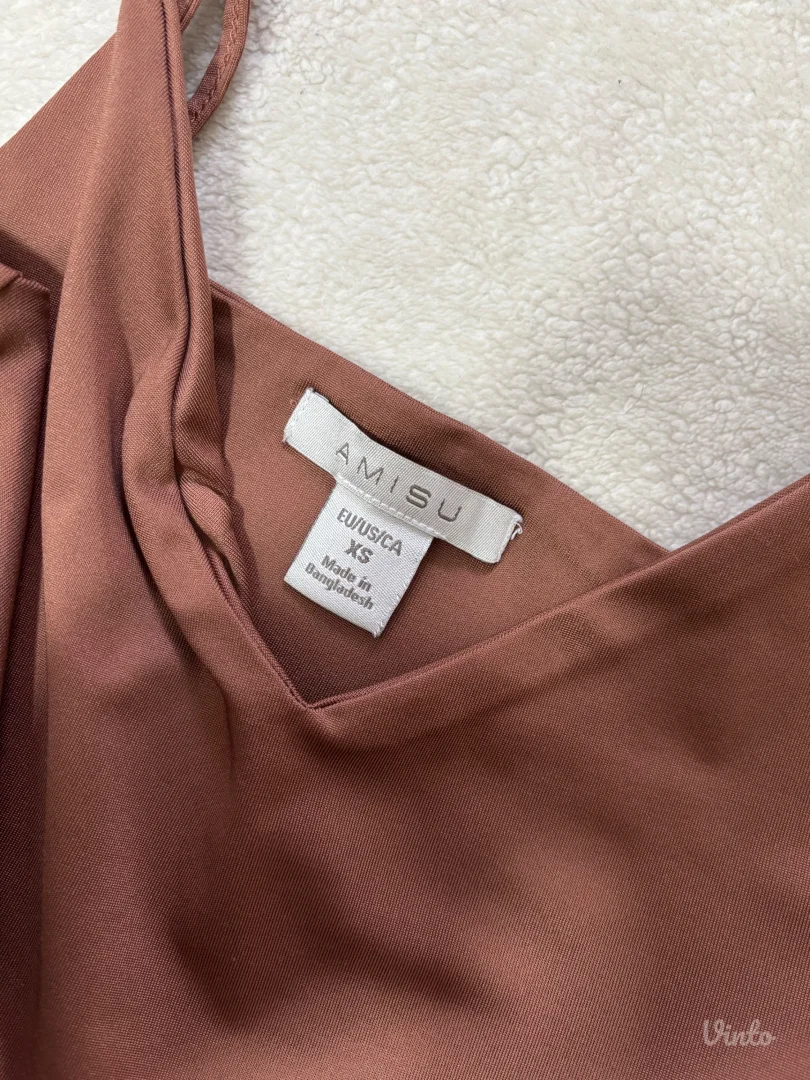 AMISU
EU/US/CA
XS
Made in
Bangladesh
Vinto